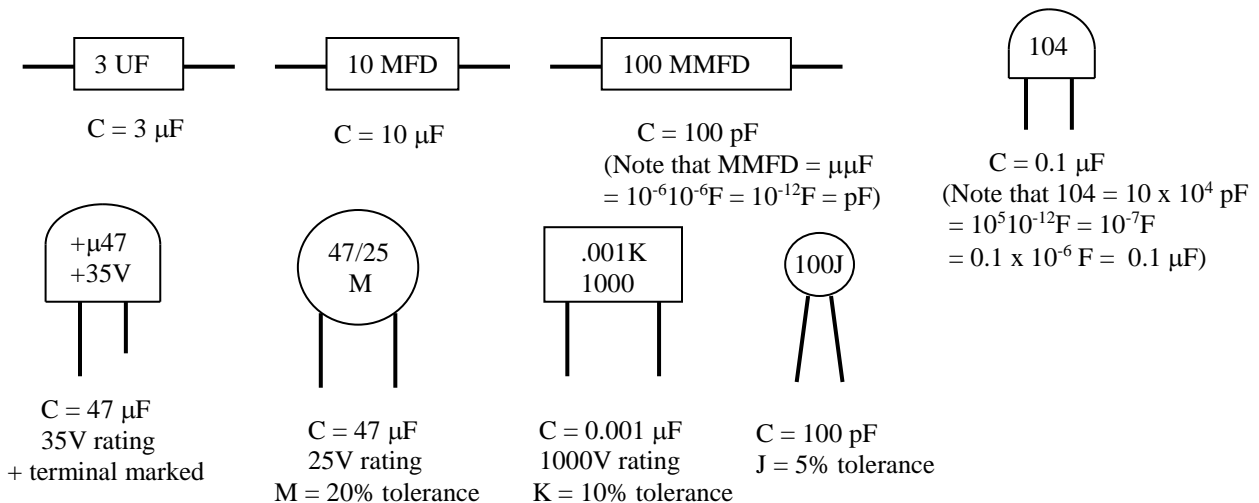 3 UF
C = 3 μF
10 MFD
C = 10 μF
100 MMFD
C = 100 pF
(Note that MMFD = μμF
= 10⁻⁶10⁻⁶F = 10⁻¹²F = pF)
104
C = 0.1 μF
(Note that 104 = 10 x 10⁴ pF
= 10⁵10⁻¹²F = 10⁻⁷F
= 0.1 x 10⁻⁶ F = 0.1 μF)
+μ47
+35V
C = 47 μF
35V rating
+ terminal marked
47/25
M
C = 47 μF
25V rating
M = 20% tolerance
.001K
1000
C = 0.001 μF
1000V rating
K = 10% tolerance
100J
C = 100 pF
J = 5% tolerance